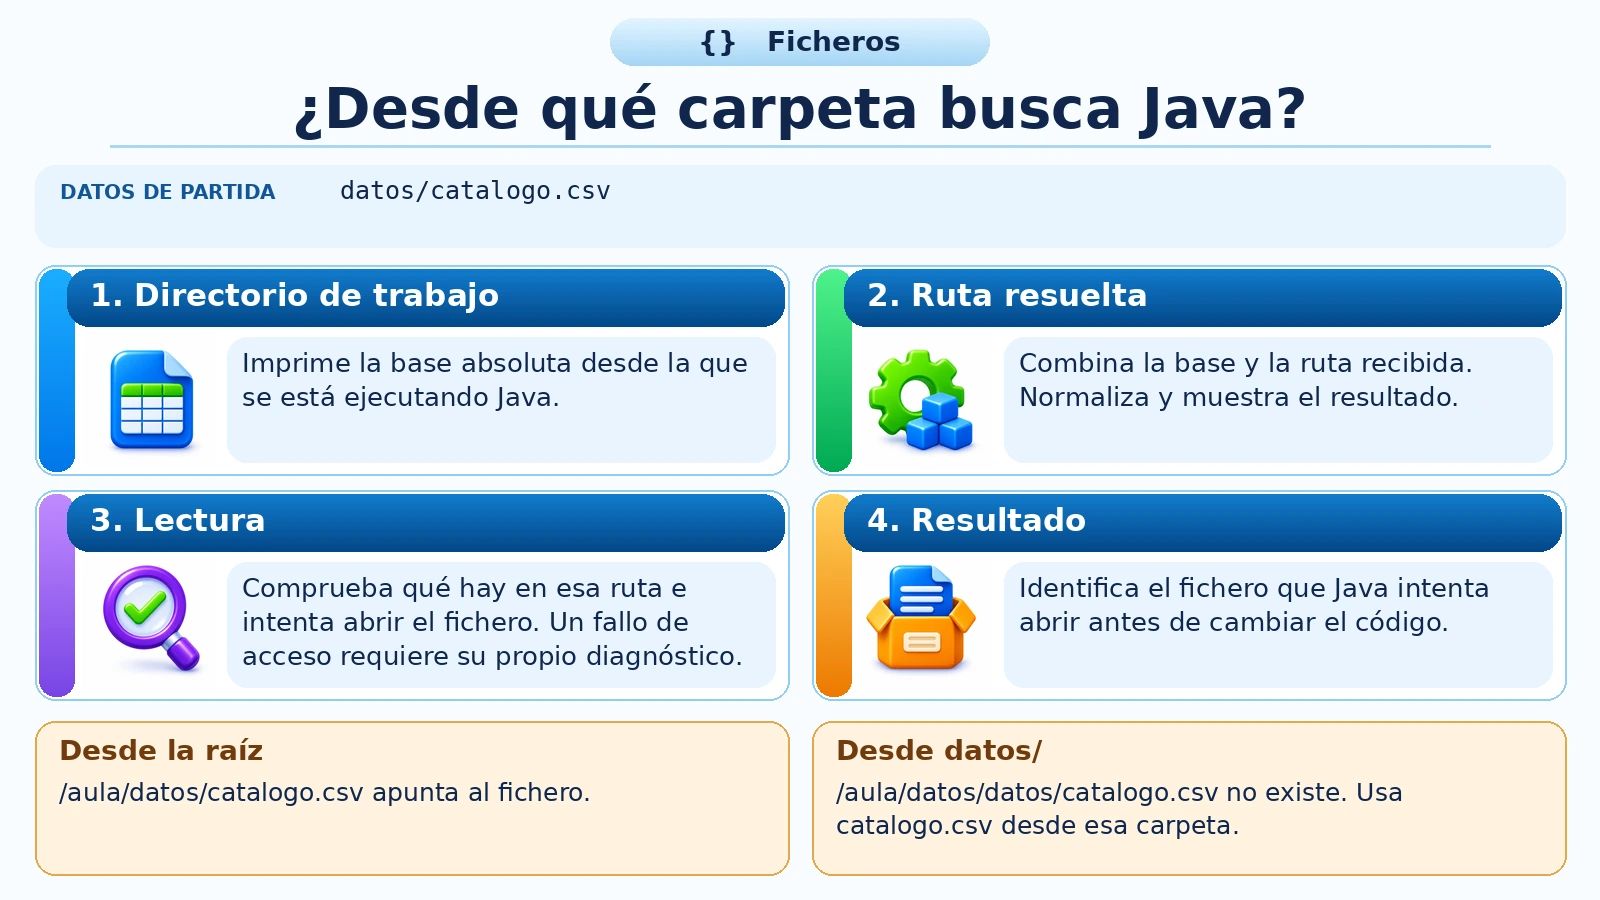 {} Ficheros
¿Desde qué carpeta busca Java?
DATOS DE PARTIDA datos/catalogo.csv
1. Directorio de trabajo
Imprime la base absoluta desde la que
se está ejecutando Java.
2. Ruta resuelta
Combina la base y la ruta recibida.
Normaliza y muestra el resultado.
3. Lectura
Comprueba qué hay en esa ruta e
intenta abrir el fichero. Un fallo de
acceso requiere su propio diagnóstico.
4. Resultado
Identifica el fichero que Java intenta
abrir antes de cambiar el código.
Desde la raíz
/aula/datos/catalogo.csv apunta al fichero.
Desde datos/
/aula/datos/datos/catalogo.csv no existe. Usa
catalogo.csv desde esa carpeta.